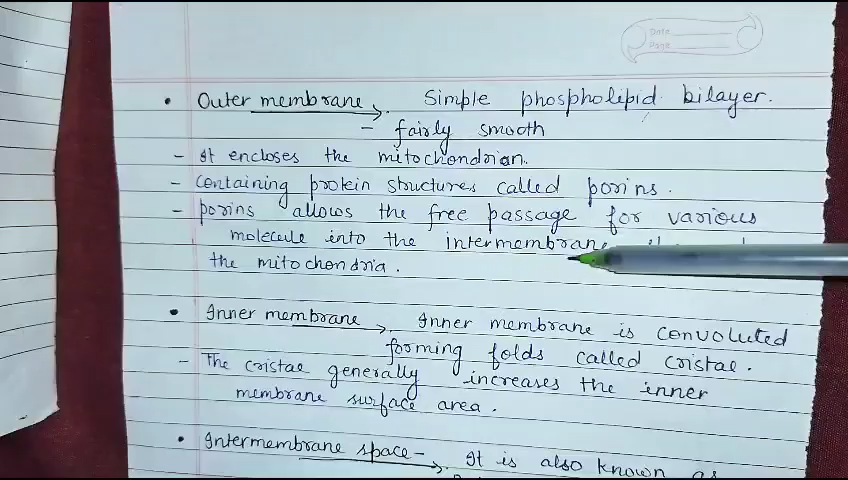 Date
Page
• Outer membrane → Simple phospholipid bilayer.
- fairly smooth
- It encloses the mitochondrian.
- containing protein structures called porins.
- porins allows the free passage for various
molecule into the intermembrane
the mitochondria.
• Inner membrane → Inner membrane is convoluted
forming folds called cristae.
- The cristae generally increases the inner
membrane surface area.
• Intermembrane space- → It is also known as